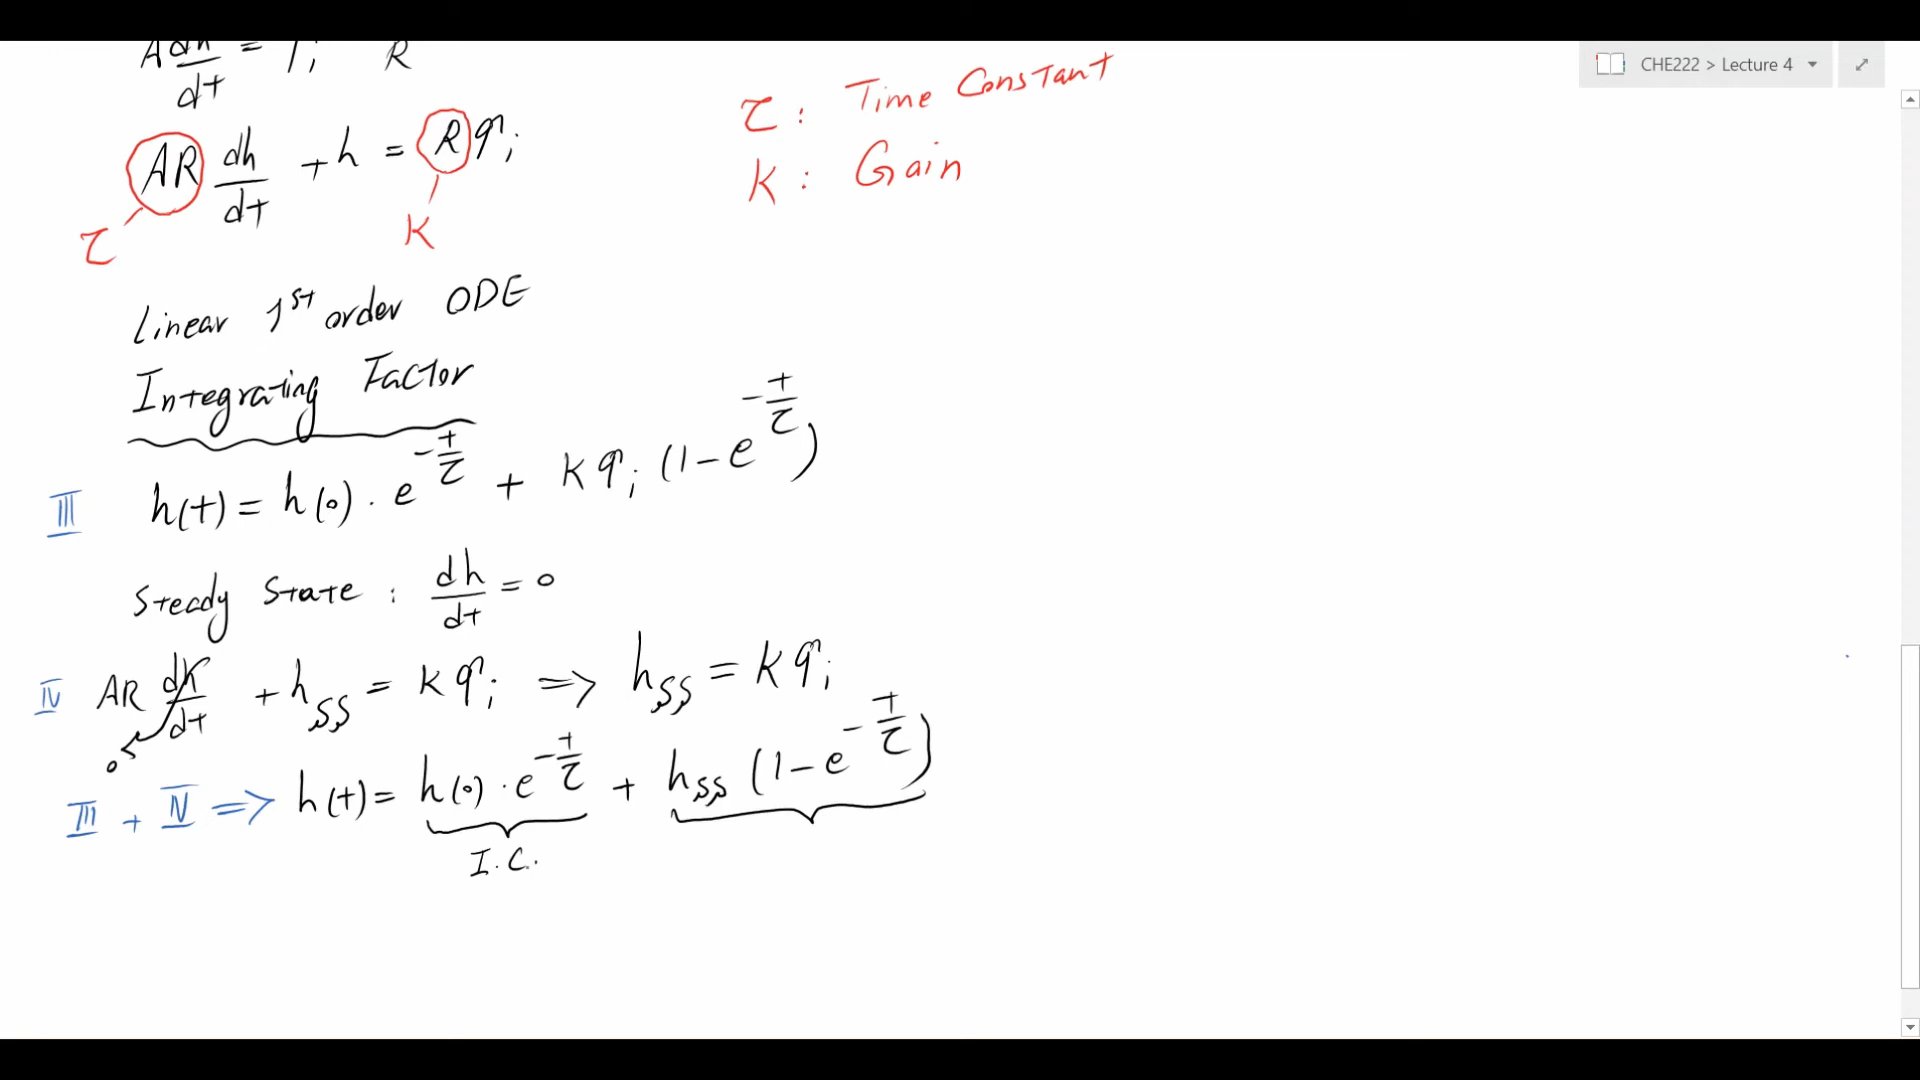 A dh/dt = q_i   R
CHE222 > Lecture 4
τ : Time Constant
AR dh/dt + h = R q_i
K : Gain
τ   K
Linear 1st order ODE
Integrating Factor
III   h(t) = h(0) . e^(-t/τ) + K q_i (1 - e^(-t/τ))
Steady State : dh/dt = 0
IV   AR dh/dt + h_ss = K q_i => h_ss = K q_i
0
III + IV => h(t) = h(0) . e^(-t/τ) + h_ss (1 - e^(-t/τ))
I.C.